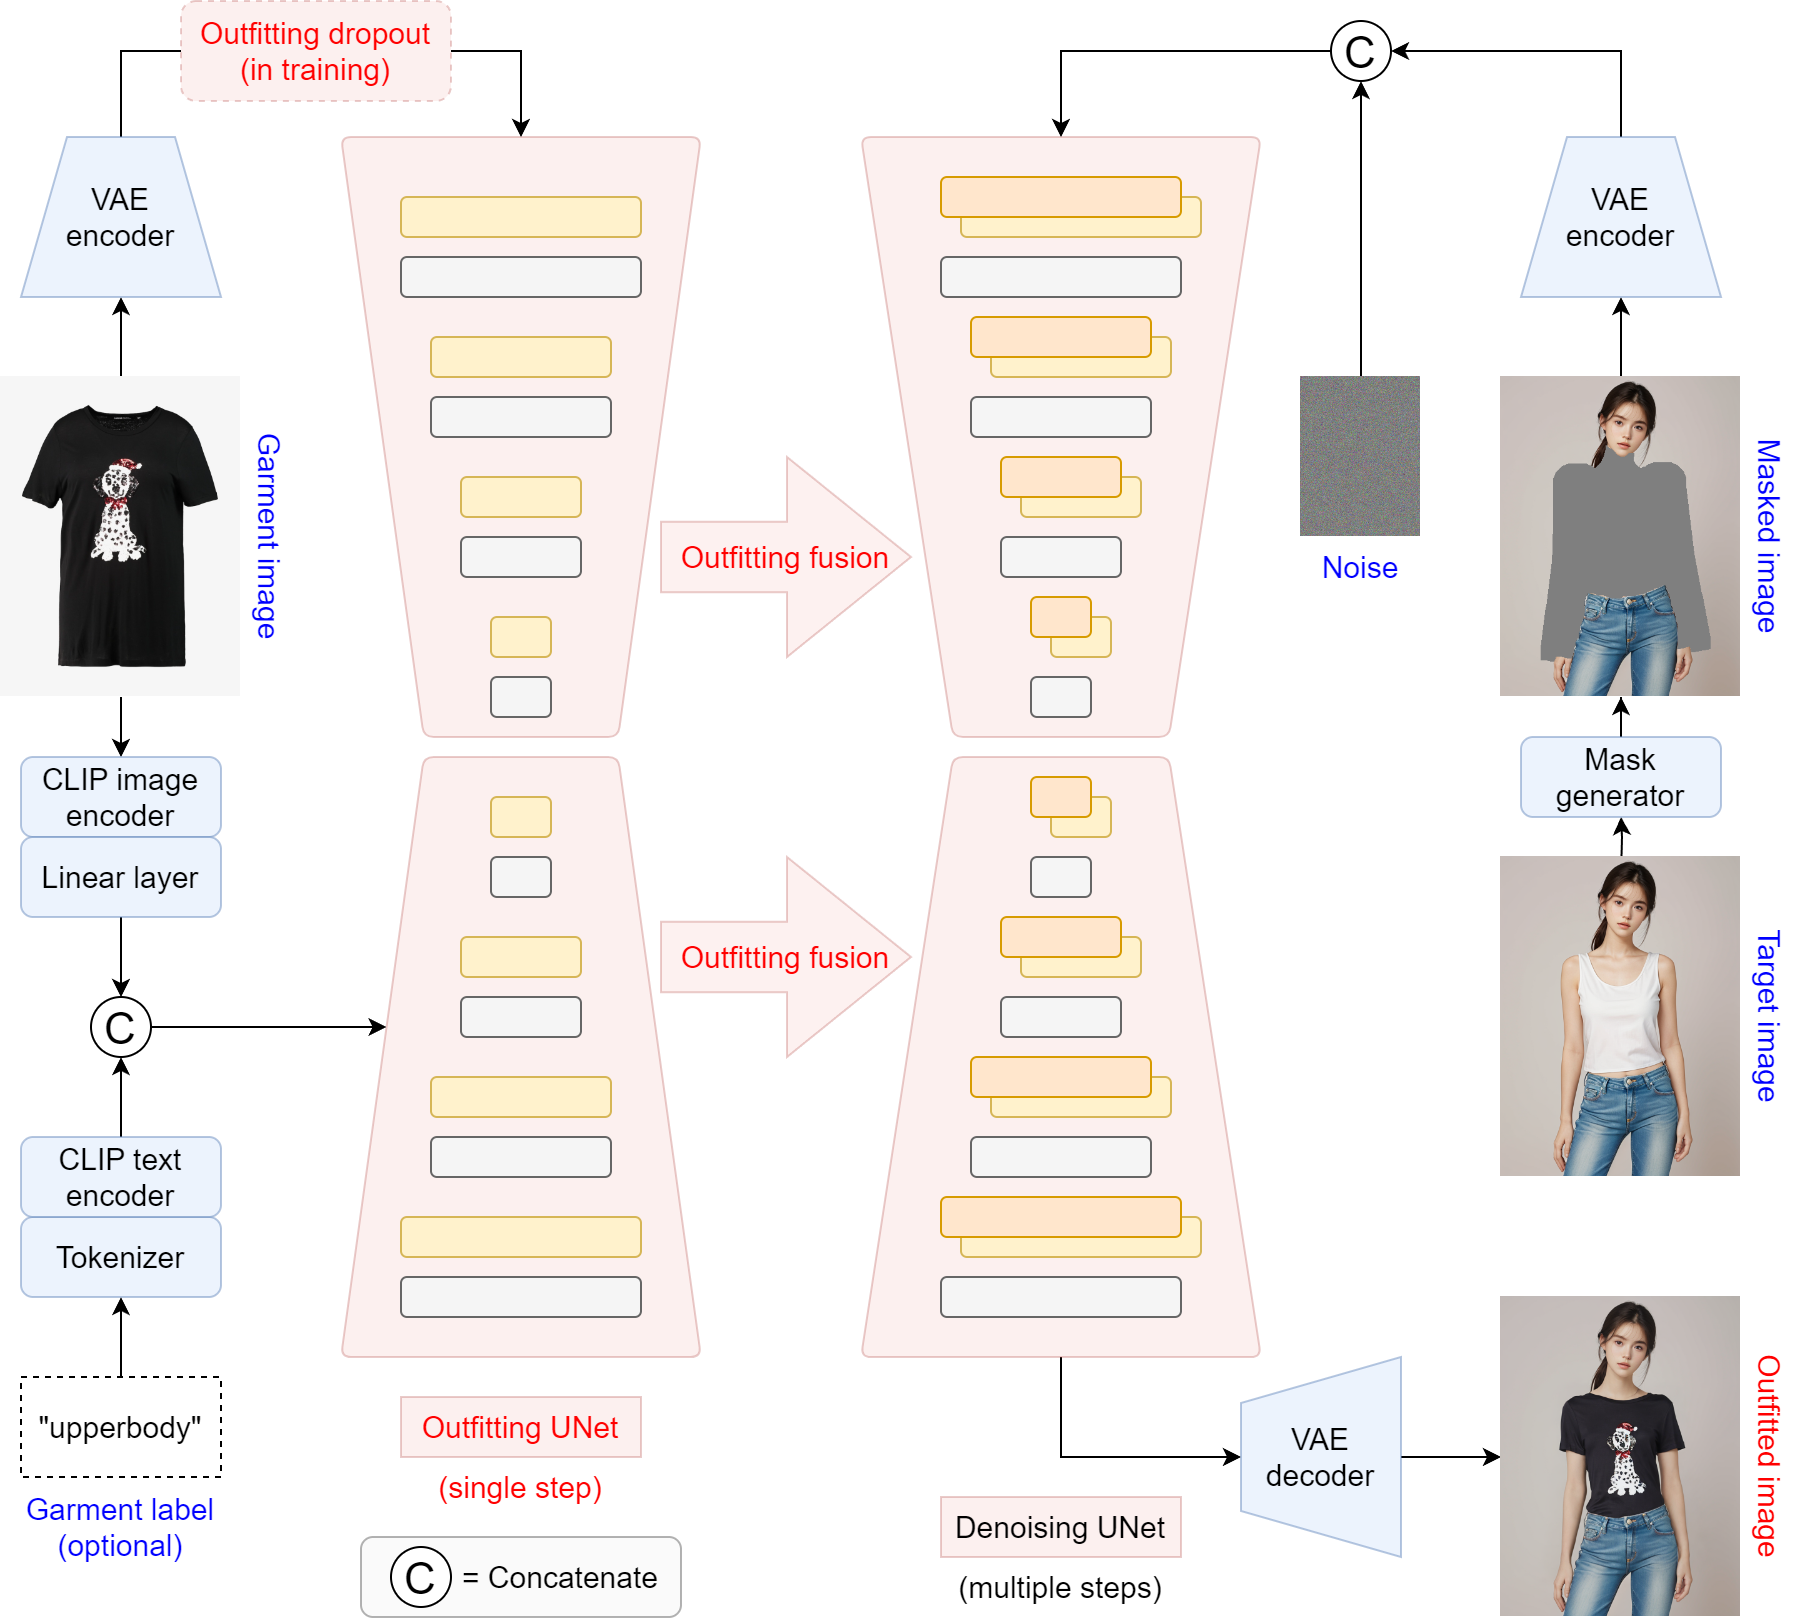 Outfitting dropout
(in training)
C
VAE
encoder
VAE
encoder
Garment image
Outfitting fusion
Noise
Masked image
CLIP image
encoder
Linear layer
Mask
generator
C
Outfitting fusion
Target image
CLIP text
encoder
Tokenizer
"upperbody"
Garment label
(optional)
Outfitting UNet
(single step)
C = Concatenate
Denoising UNet
(multiple steps)
VAE
decoder
Outfitted image